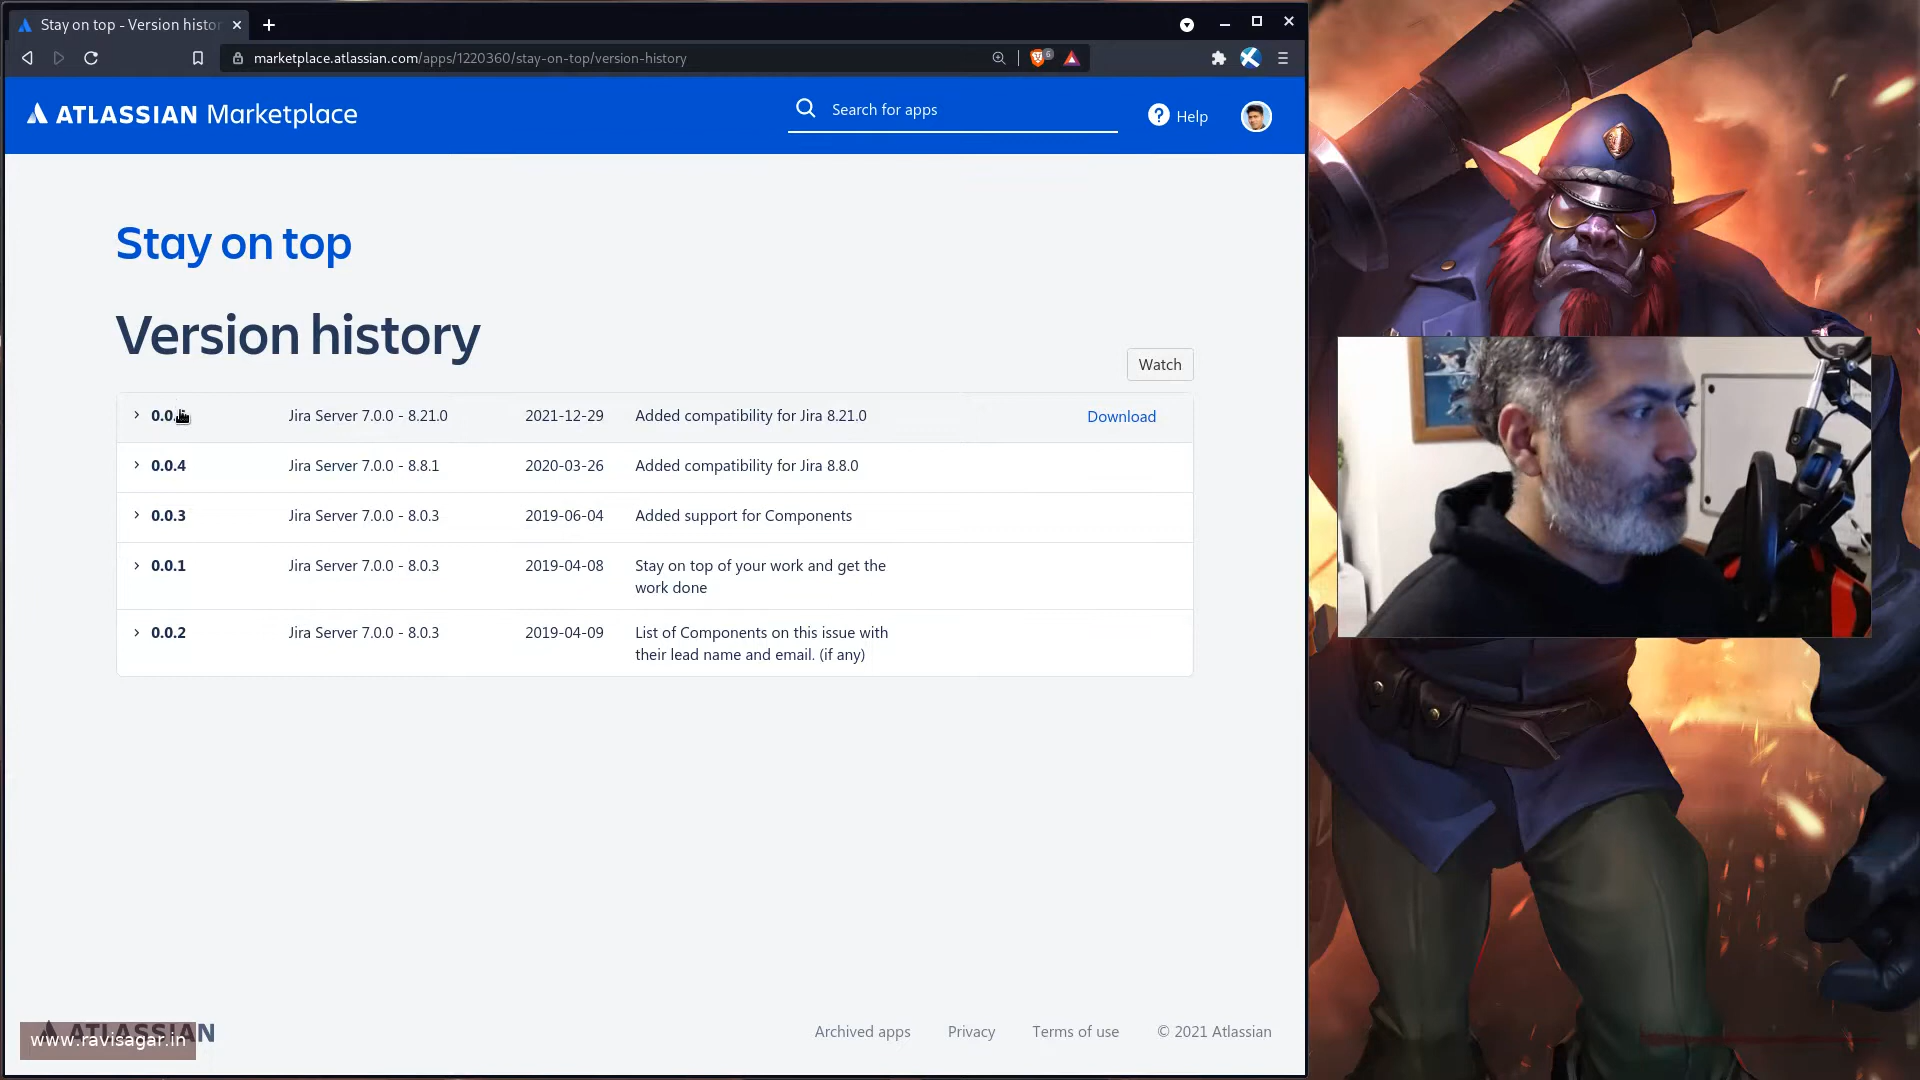 Stay on top - Version histor
marketplace.atlassian.com/apps/1220360/stay-on-top/version-history
6
ATLASSIAN Marketplace
Search for apps
? Help
Stay on top
Version history
Watch
0.0. Jira Server 7.0.0 - 8.21.0 2021-12-29 Added compatibility for Jira 8.21.0 Download
0.0.4 Jira Server 7.0.0 - 8.8.1 2020-03-26 Added compatibility for Jira 8.8.0
0.0.3 Jira Server 7.0.0 - 8.0.3 2019-06-04 Added support for Components
0.0.1 Jira Server 7.0.0 - 8.0.3 2019-04-08 Stay on top of your work and get the
work done
0.0.2 Jira Server 7.0.0 - 8.0.3 2019-04-09 List of Components on this issue with
their lead name and email. (if any)
ATLASSIAN
www.ravisagar.in
Archived apps Privacy Terms of use © 2021 Atlassian